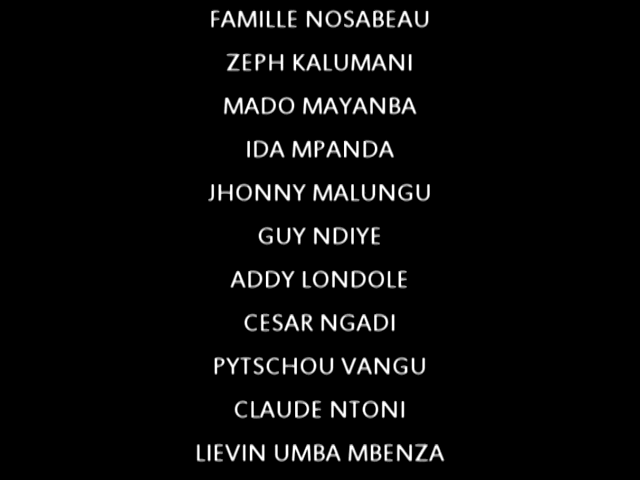 FAMILLE NOSABEAU
ZEPH KALUMANI
MADO MAYANBA
IDA MPANDA
JHONNY MALUNGU
GUY NDIYE
ADDY LONDOLE
CESAR NGADI
PYTSCHOU VANGU
CLAUDE NTONI
LIEVIN UMBA MBENZA